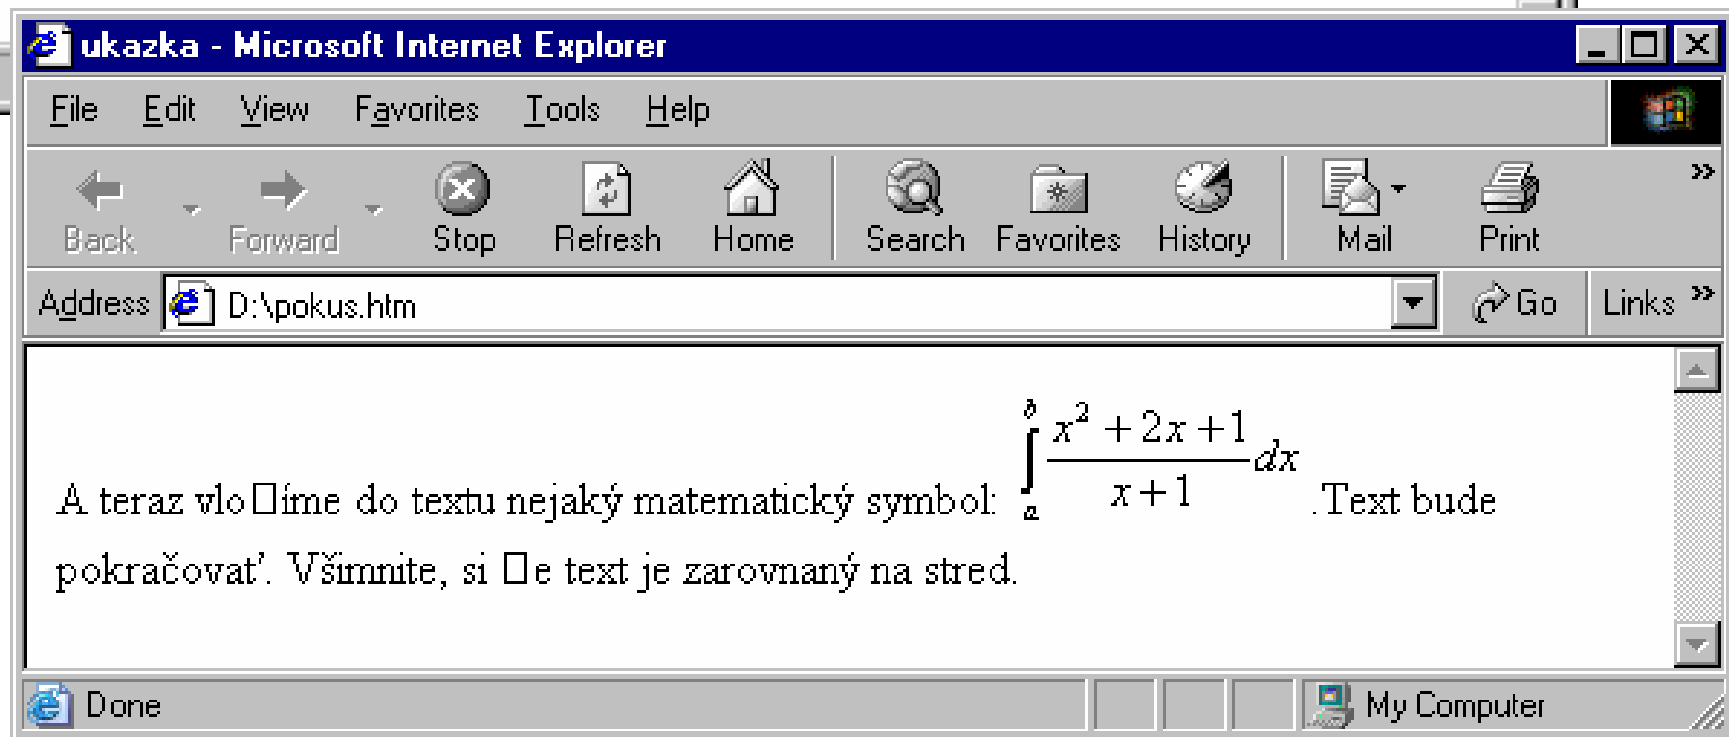 ukazka - Microsoft Internet Explorer
File Edit View Favorites Tools Help
»
Back Forward Stop Refresh Home Search Favorites History Mail Print
Address D:\pokus.htm Go Links »
A teraz vlo□íme do textu nejaký matematický symbol: ∫_a^b (x² + 2x + 1)/(x + 1) dx .Text bude
pokračovať. Všimnite, si □e text je zarovnaný na stred.
Done My Computer